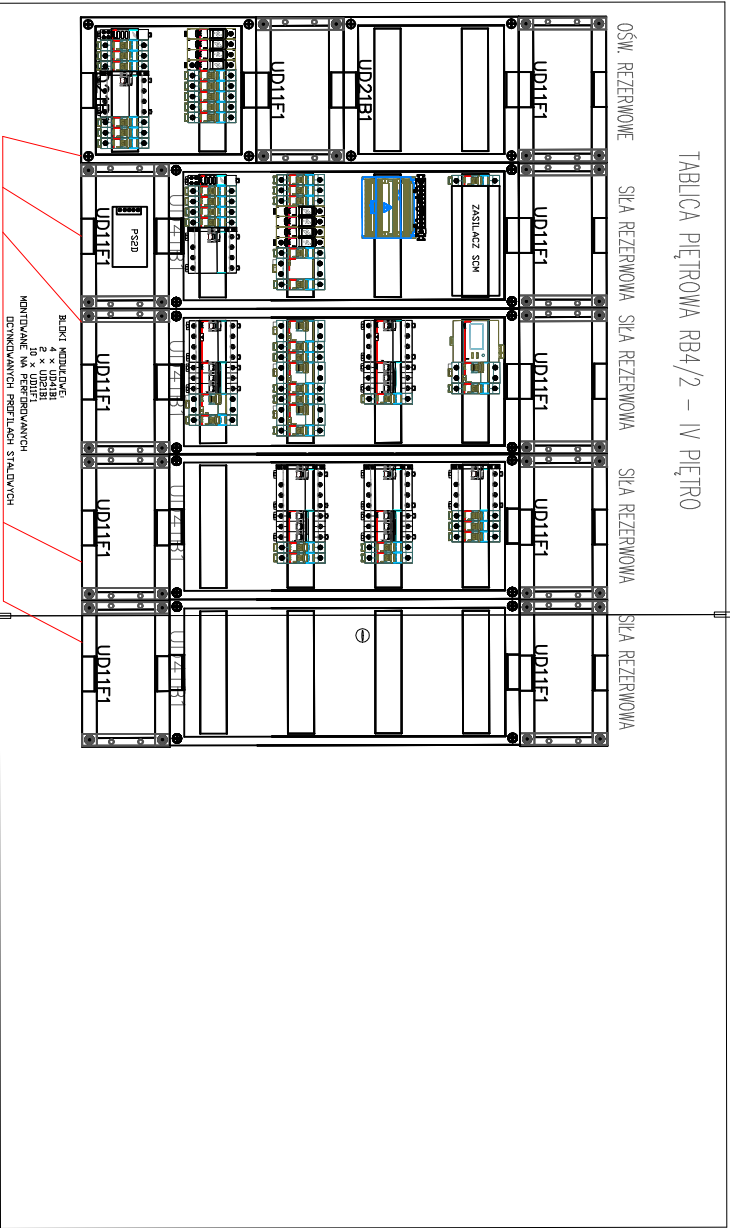 TABLICA PIĘTROWA RB4/2 - IV PIĘTRO
OŚW. REZERWOWE
SIŁA REZERWOWA
SIŁA REZERWOWA
SIŁA REZERWOWA
SIŁA REZERWOWA
UD11F1
UD11F1
UD11F1
UD11F1
UD11F1
ZASILACZ SCM
UD21B1
UD11F1
UD41B1
UD41B1
UD41B1
UD41B1
PS2D
UD21B1
UD11F1
UD11F1
UD11F1
UD11F1
BLOKI MODUŁOWE:
4 x UD41B1
2 x UD21B1
10 x UD11F1
MONTOWANE NA PERFOROWANYCH
OCYNKOWANYCH PROFILACH STALOWYCH